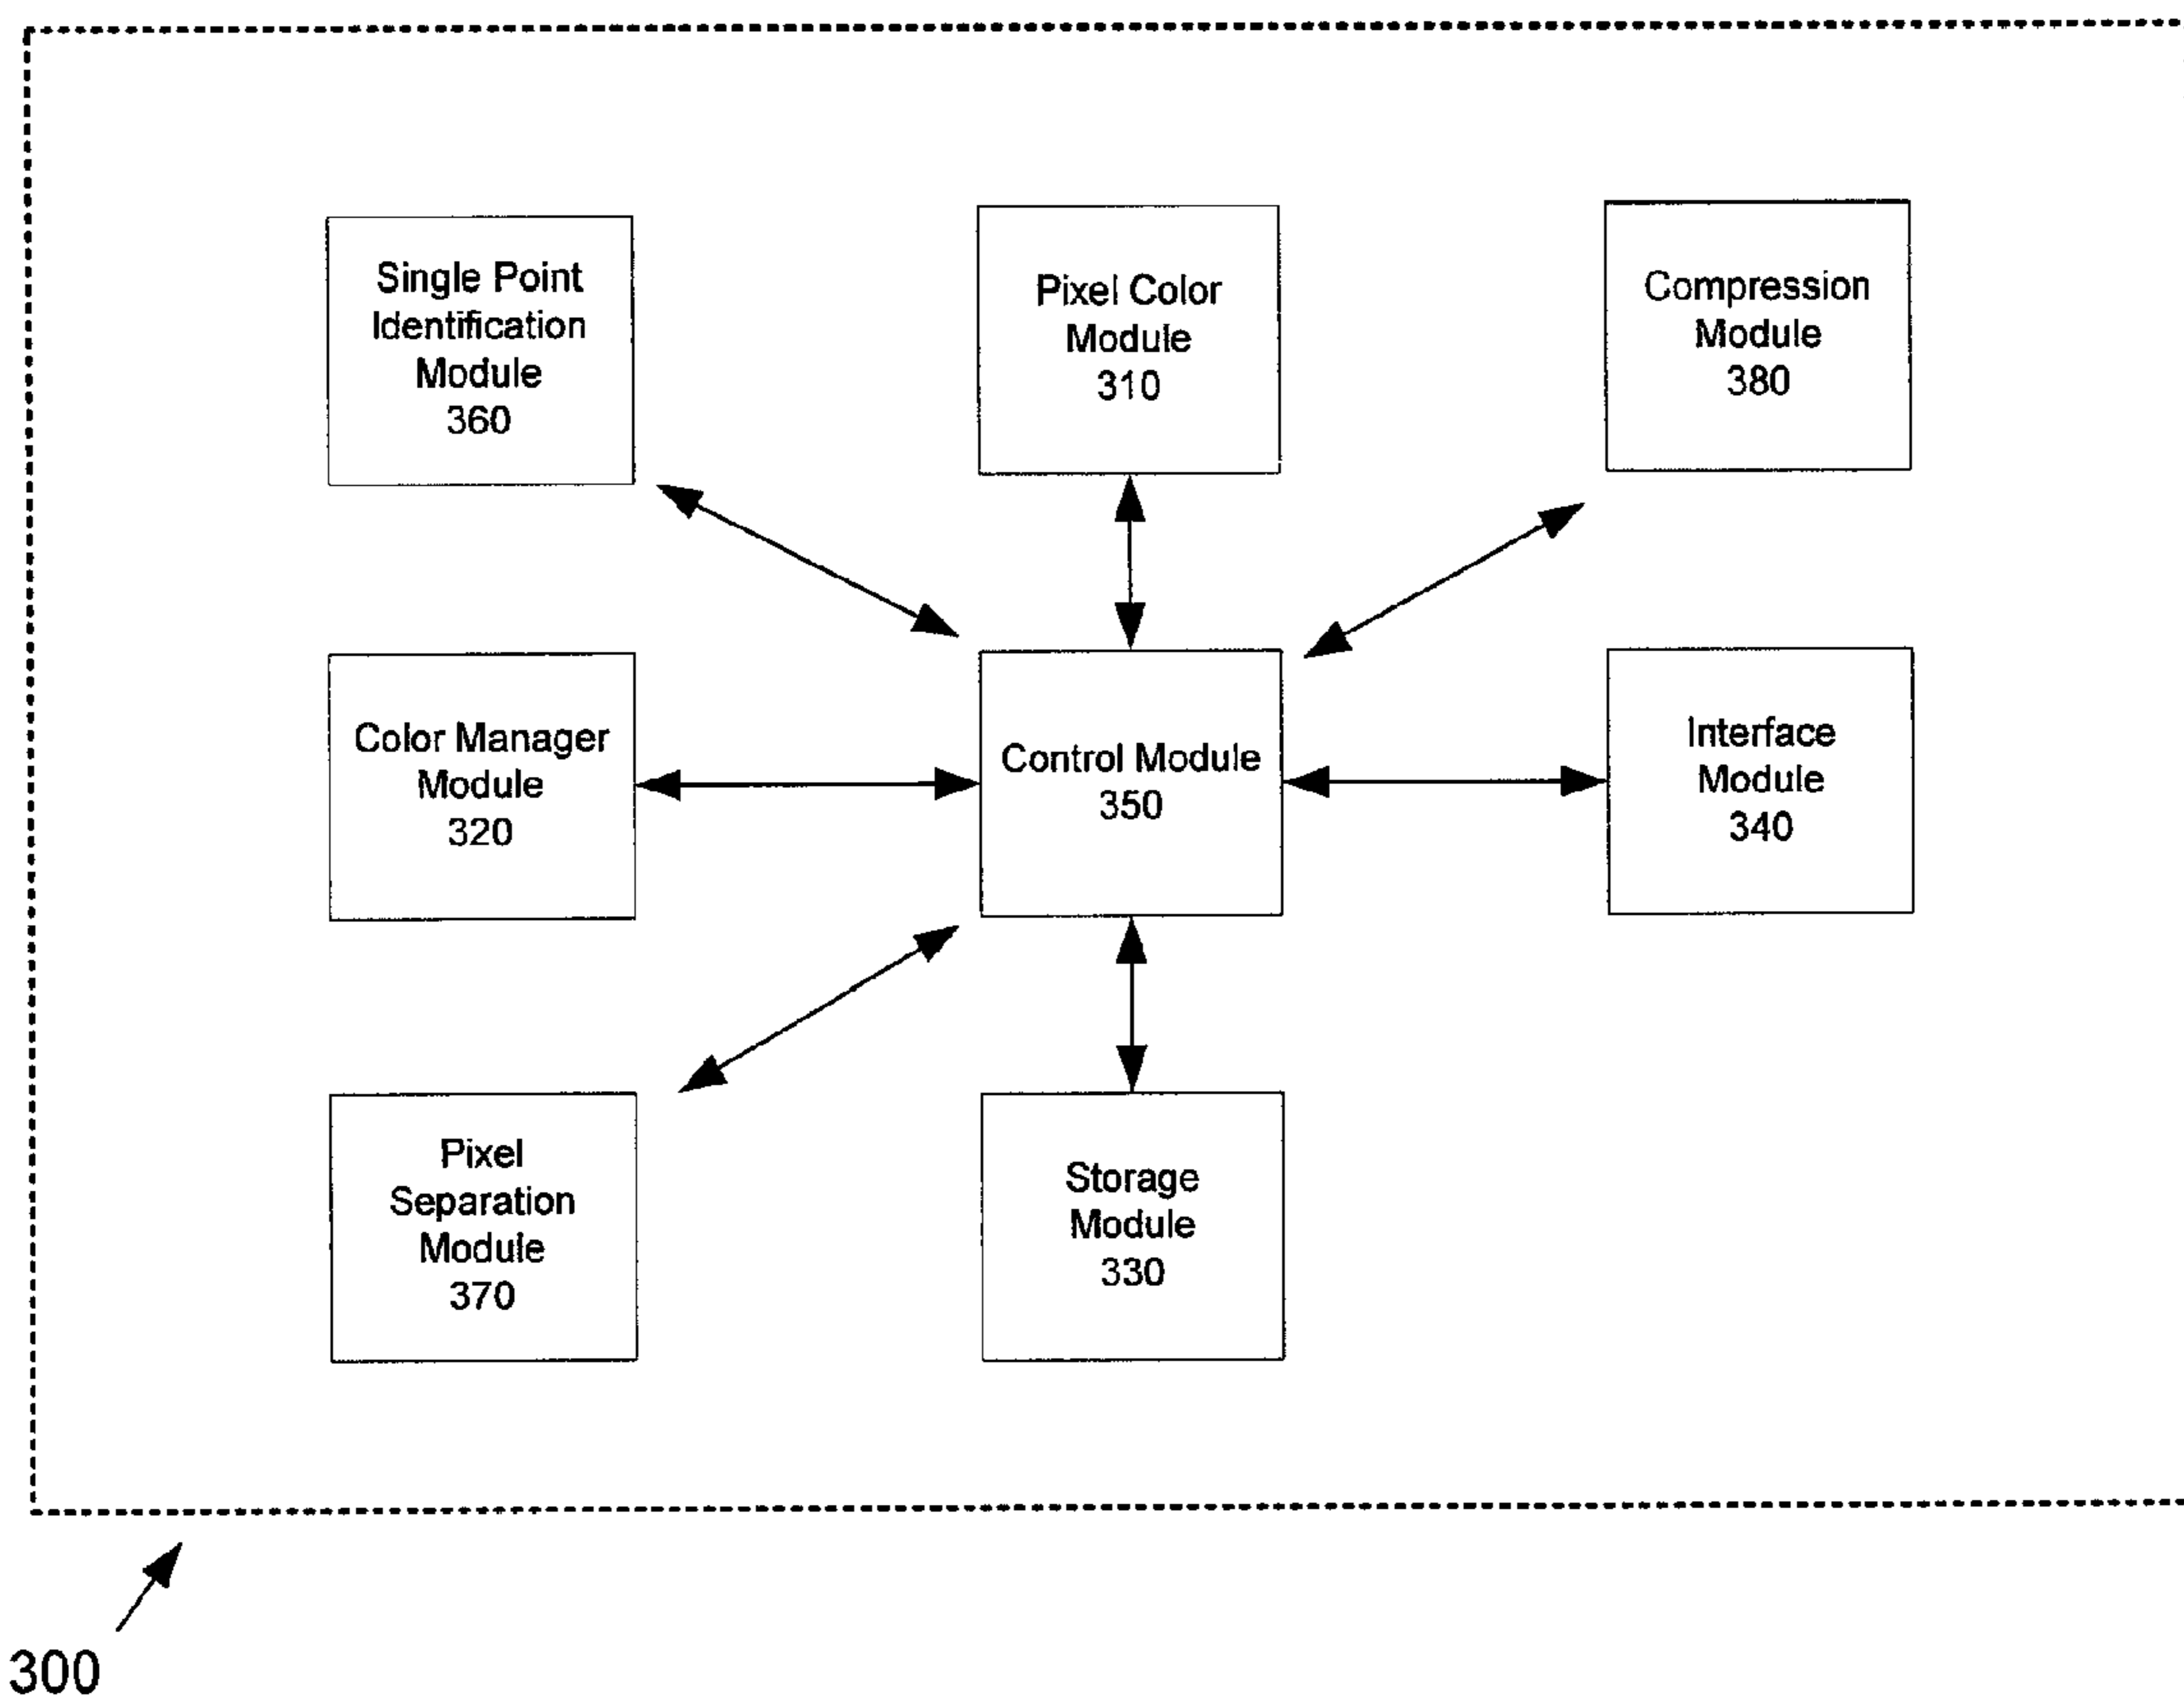 Single Point
Identification
Module
360
Pixel Color
Module
310
Compression
Module
380
Color Manager
Module
320
Control Module
350
Interface
Module
340
Pixel
Separation
Module
370
Storage
Module
330
300